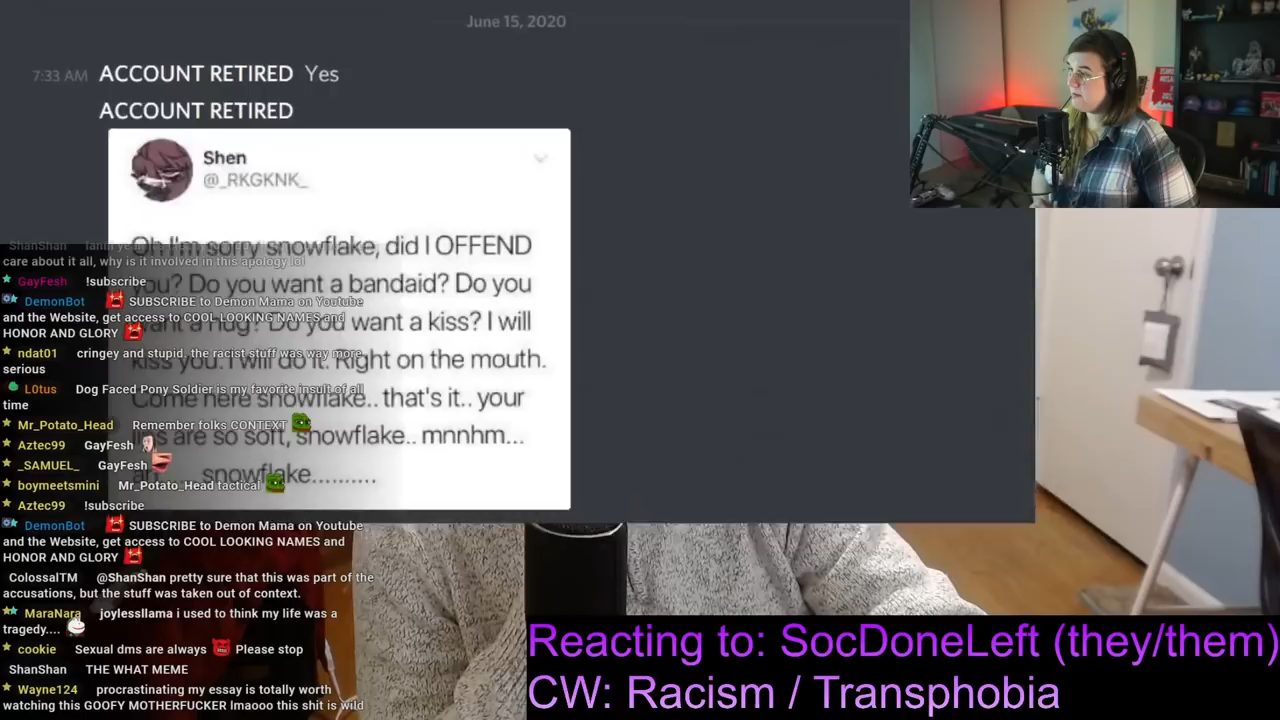 June 15, 2020
7:33 AM ACCOUNT RETIRED Yes
ACCOUNT RETIRED
Shen
@_RKGKNK_
Oh I'm sorry snowflake, did I OFFEND
you? Do you want a bandaid? Do you
want a hug? Do you want a kiss? I will
kiss you. I will do it. Right on the mouth.
Come here snowflake.. that's it.. your
are so soft, snowflake.. mnnhm...
snowflake..........
ShanShan
care about it all, why is it involved in this apology lol
GayFesh !subscribe
DemonBot SUBSCRIBE to Demon Mama on Youtube
and the Website, get access to COOL LOOKING NAMES and
HONOR AND GLORY
ndat01 cringey and stupid, the racist stuff was way more
serious
L0tus Dog Faced Pony Soldier is my favorite insult of all
time
Mr_Potato_Head Remember folks CONTEXT
Aztec99 GayFesh
_SAMUEL_ GayFesh
boymeetsmini Mr_Potato_Head tactical
Aztec99 !subscribe
DemonBot SUBSCRIBE to Demon Mama on Youtube
and the Website, get access to COOL LOOKING NAMES and
HONOR AND GLORY
ColossalTM @ShanShan pretty sure that this was part of the
accusations, but the stuff was taken out of context.
MaraNara joylessllama i used to think my life was a
tragedy....
cookie Sexual dms are always Please stop
ShanShan THE WHAT MEME
Wayne124 procrastinating my essay is totally worth
watching this GOOFY MOTHERFUCKER lmaooo this shit is wild
Reacting to: SocDoneLeft (they/them)
CW: Racism / Transphobia